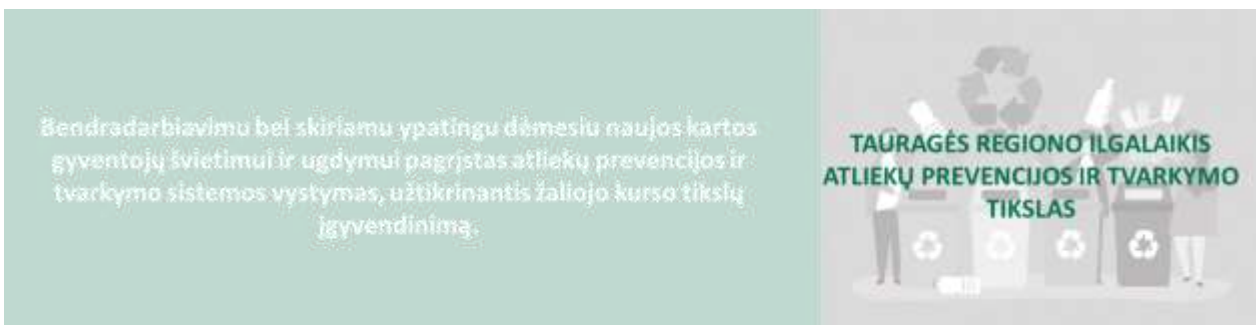 Bendradarbiavimu bei skiriamu ypatingu dėmesiu naujos kartos
gyventojų švietimui ir ugdymui pagrįstas atliekų prevencijos ir
tvarkymo sistemos vystymas, užtikrinantis žaliojo kurso tikslų
įgyvendinimą.
TAURAGĖS REGIONO ILGALAIKIS
ATLIEKŲ PREVENCIJOS IR TVARKYMO
TIKSLAS